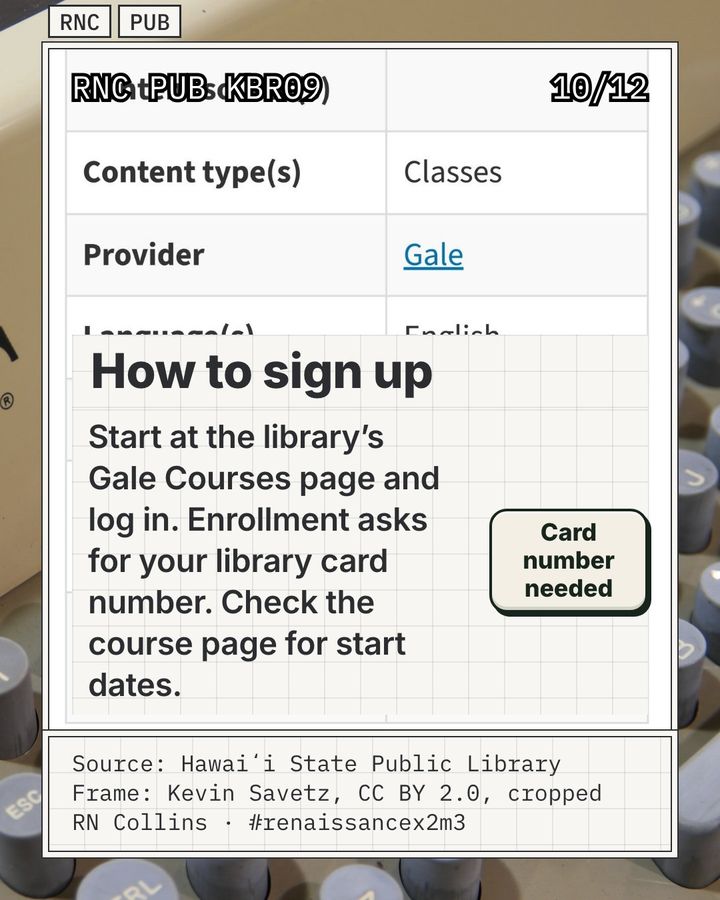 RNC PUB
RNC PUB KBR09 10/12
Content type(s) Classes
Provider Gale
Language(s) English
How to sign up
Start at the library’s
Gale Courses page and
log in. Enrollment asks
for your library card
number. Check the
course page for start
dates.
Card
number
needed
Source: Hawaiʻi State Public Library
Frame: Kevin Savetz, CC BY 2.0, cropped
RN Collins · #renaissancex2m3
®
J
B
ESC